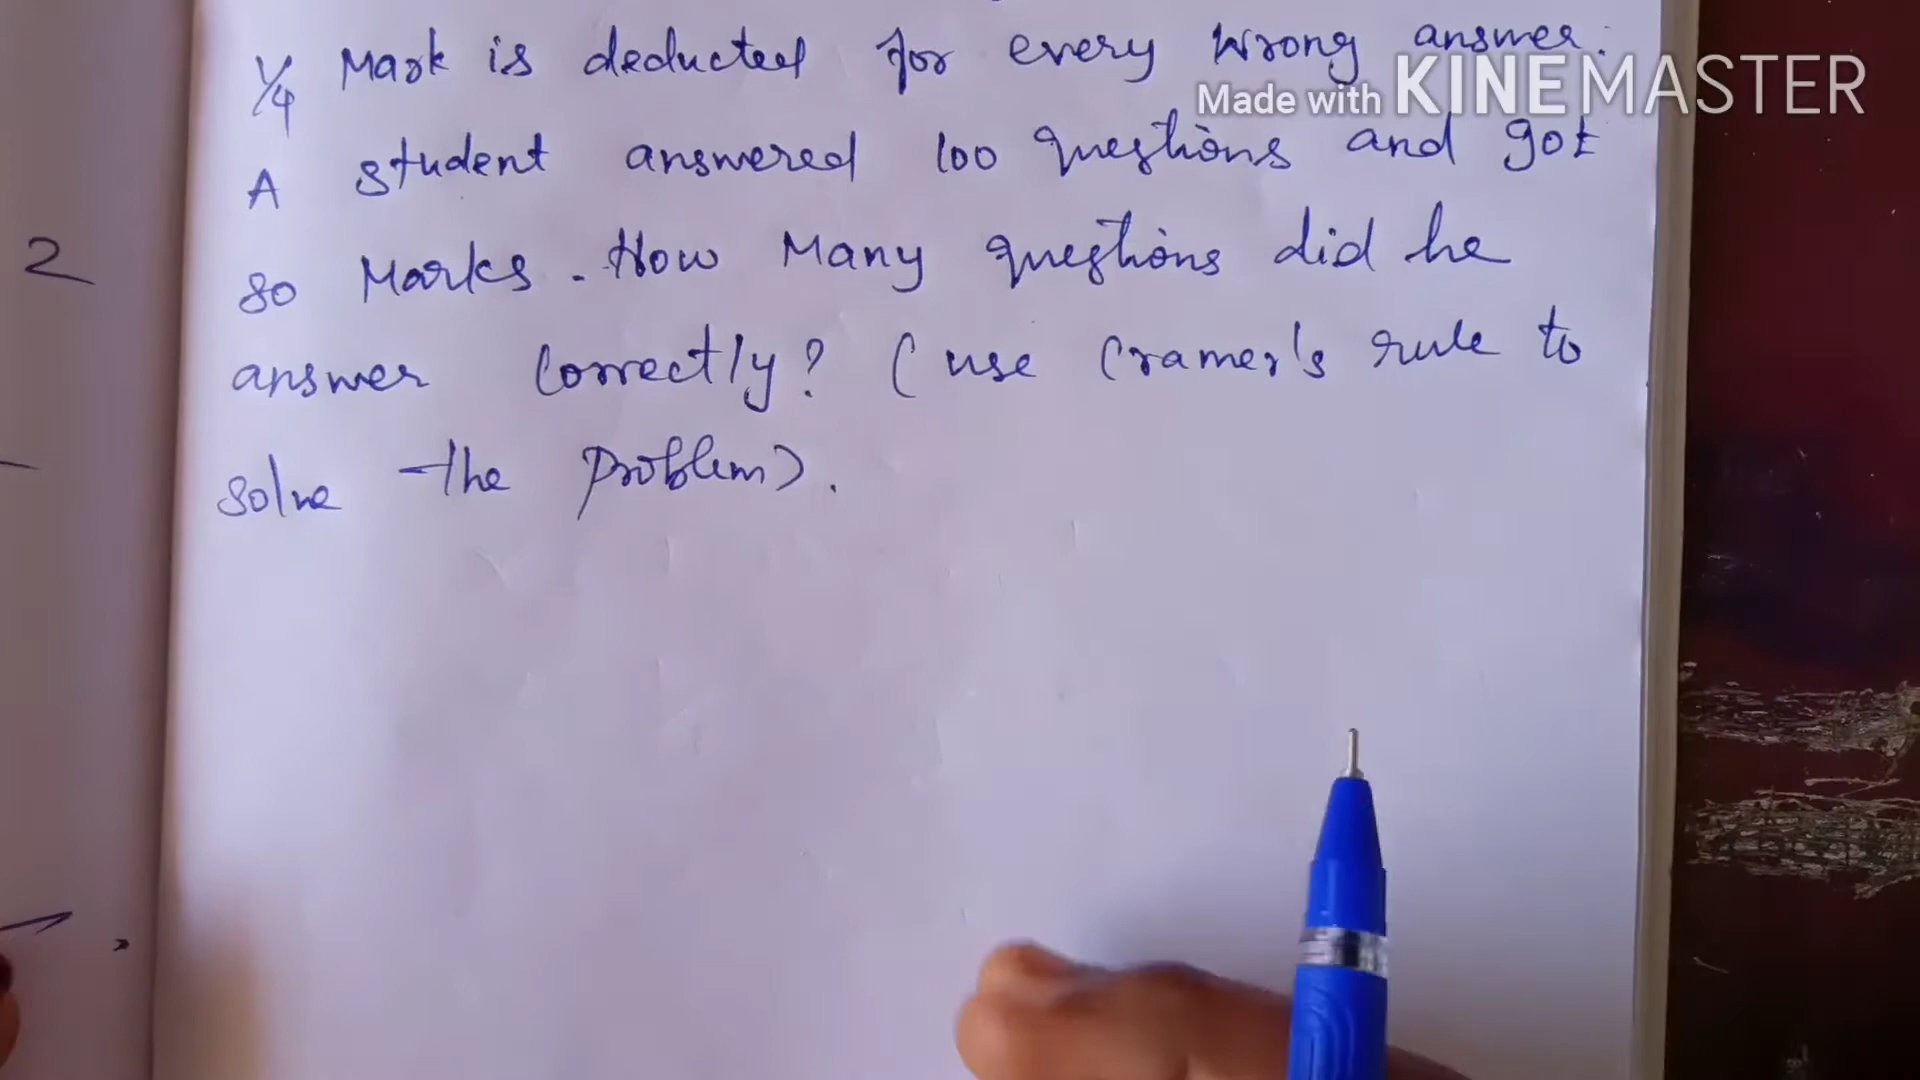 1/4 Mark is deducted for every wrong answer.
Made with KINEMASTER
A student answered 100 questions and got
80 Marks. How Many questions did he
2
answer correctly? (use Cramer's rule to
solve the problem).